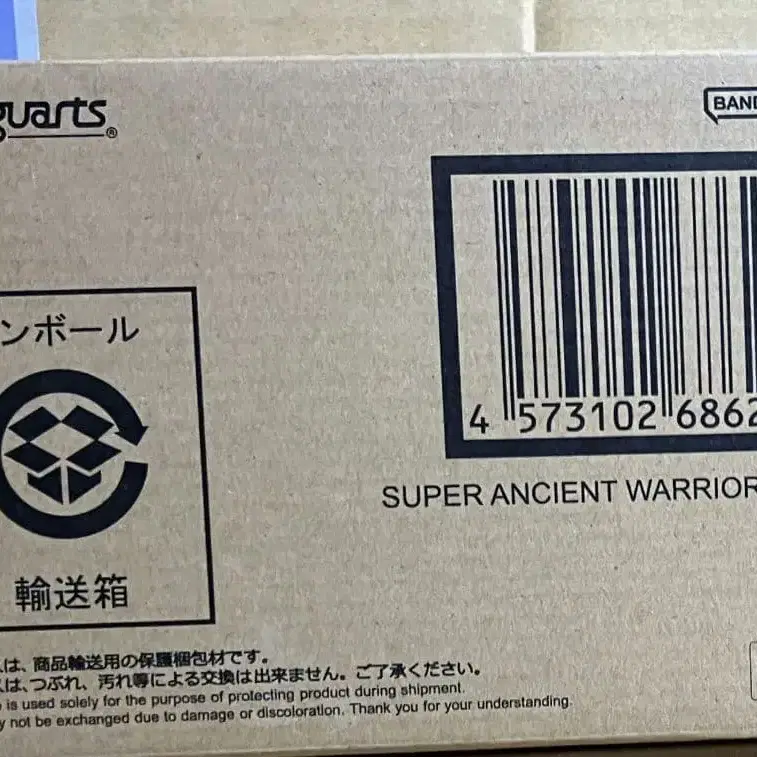 guarts®
BAND
ンボール
4 573102 6862
SUPER ANCIENT WARRIOR
輸送箱
は、商品輸送用の保護梱包材です。
は、つぶれ、汚れ等による交換は出来ません。ご了承ください。
is used solely for the purpose of protecting product during shipment.
y not be exchanged due to damage or discoloration. Thank you for your understanding.